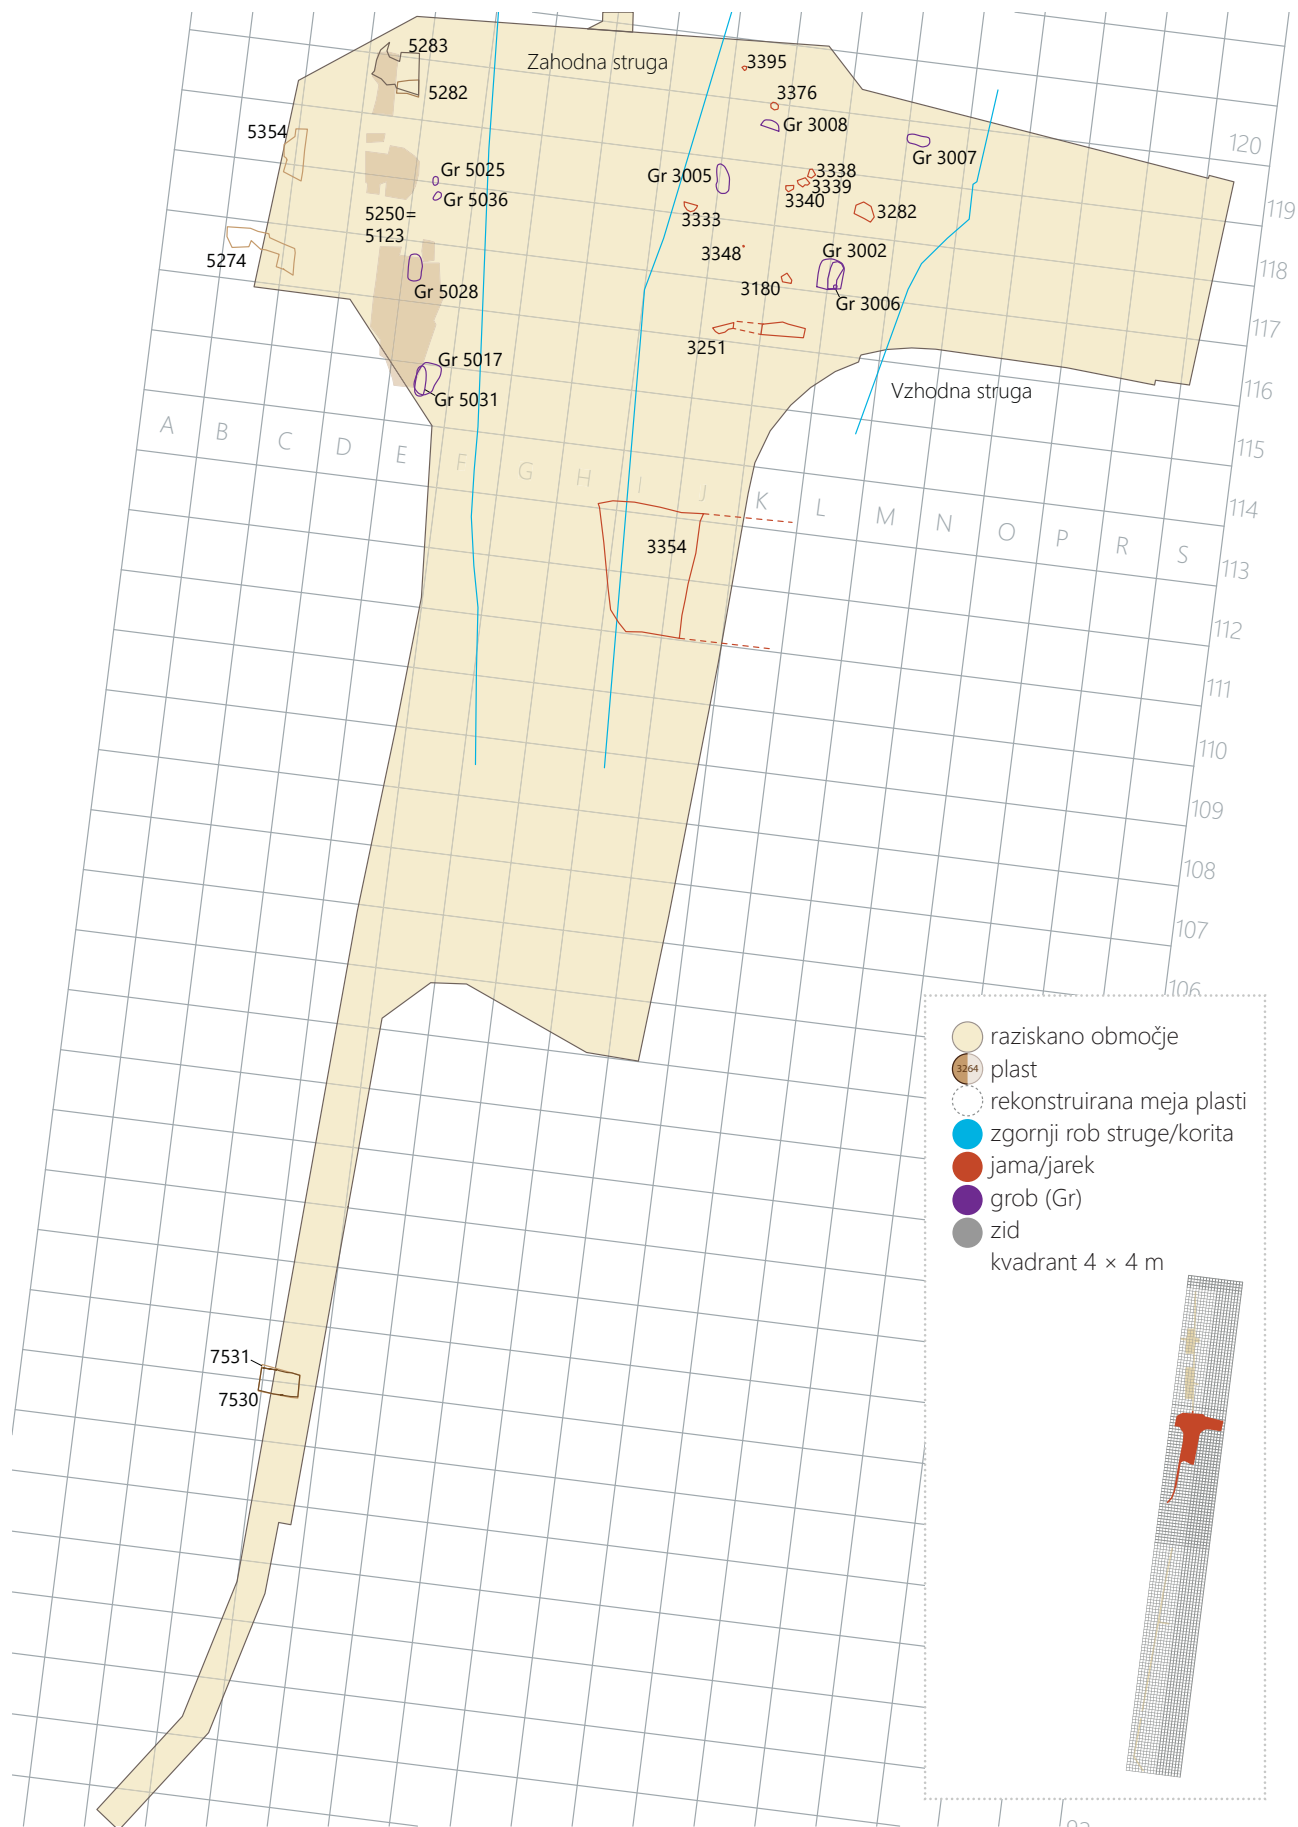 5283
Zahodna struga
3395
5282
3376
Gr 3008
5354
120
Gr 3007
Gr 5025
Gr 3005
3338
3339
Gr 5036
3340
5250=
5123
3333
3282
119
5274
3348
Gr 3002
118
Gr 5028
3180
Gr 3006
117
3251
Gr 5017
Gr 5031
Vzhodna struga
116
115
A B C D E F G H I J K L M N O P R S
114
3354
113
112
111
110
109
108
107
106
raziskano območje
3264
plast
rekonstruirana meja plasti
zgornji rob struge/korita
jama/jarek
grob (Gr)
zid
kvadrant 4 × 4 m
7531
7530